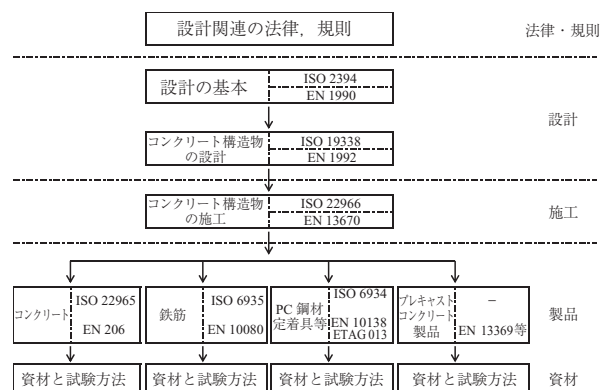 設計関連の法律，規則
法律・規則
設計の基本
ISO 2394
EN 1990
設計
コンクリート構造物
の設計
ISO 19338
EN 1992
コンクリート構造物
の施工
ISO 22966
EN 13670
施工
コンクリート
ISO 22965
EN 206
鉄筋
ISO 6935
EN 10080
PC 鋼材
定着具等
ISO 6934
EN 10138
ETAG 013
プレキャスト
コンクリート
製品
−
EN 13369等
製品
資材と試験方法
資材と試験方法
資材と試験方法
資材と試験方法
資材